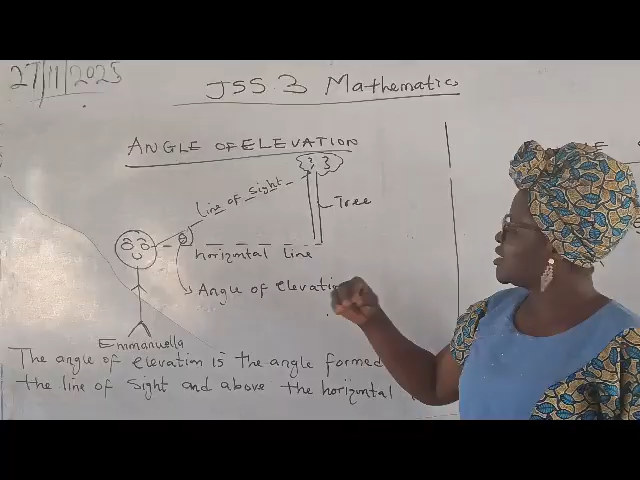 27/11/2025
JSS 3 Mathematics
ANGLE OF ELEVATION
line of sight
Tree
horizontal line
Angle of elevati
Emmanuella
The angle of elevation is the angle formed
the line of sight and above the horizontal